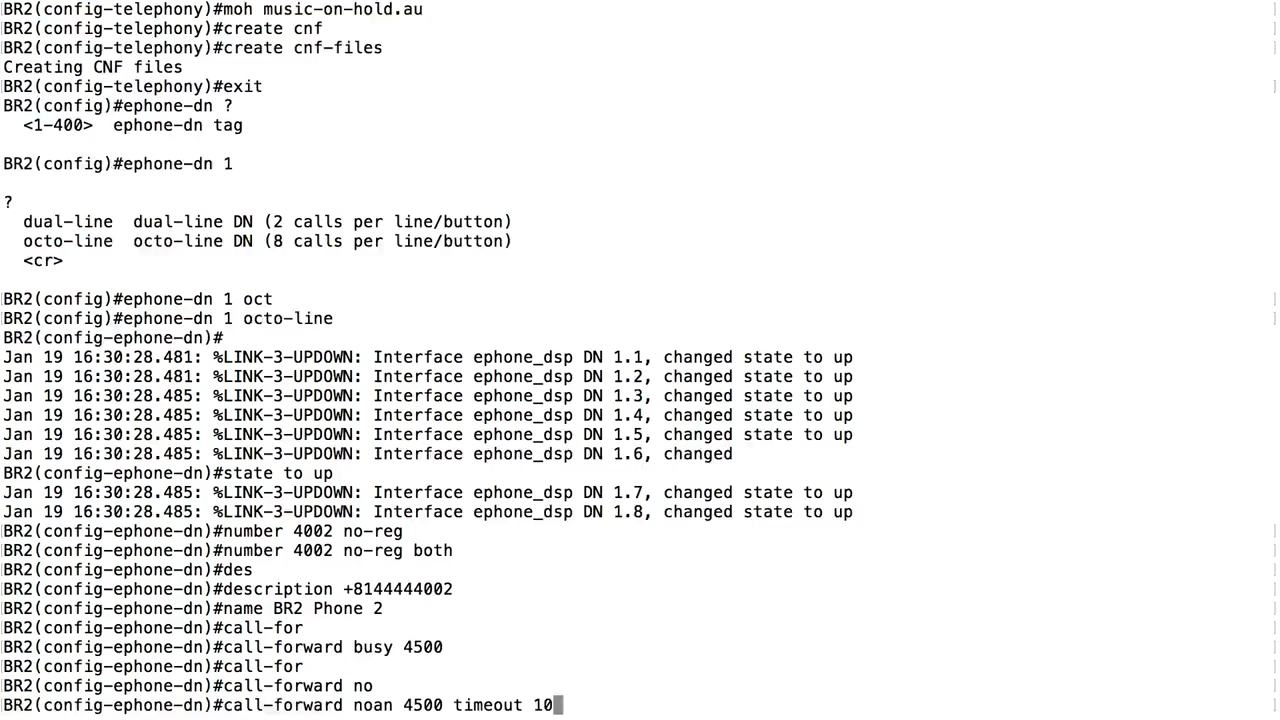 BR2(config-telephony)#moh music-on-hold.au
BR2(config-telephony)#create cnf
BR2(config-telephony)#create cnf-files
Creating CNF files
BR2(config-telephony)#exit
BR2(config)#ephone-dn ?
  <1-400>  ephone-dn tag
BR2(config)#ephone-dn 1
?
  dual-line  dual-line DN (2 calls per line/button)
  octo-line  octo-line DN (8 calls per line/button)
  <cr>
BR2(config)#ephone-dn 1 oct
BR2(config)#ephone-dn 1 octo-line
BR2(config-ephone-dn)#
Jan 19 16:30:28.481: %LINK-3-UPDOWN: Interface ephone_dsp DN 1.1, changed state to up
Jan 19 16:30:28.481: %LINK-3-UPDOWN: Interface ephone_dsp DN 1.2, changed state to up
Jan 19 16:30:28.485: %LINK-3-UPDOWN: Interface ephone_dsp DN 1.3, changed state to up
Jan 19 16:30:28.485: %LINK-3-UPDOWN: Interface ephone_dsp DN 1.4, changed state to up
Jan 19 16:30:28.485: %LINK-3-UPDOWN: Interface ephone_dsp DN 1.5, changed state to up
Jan 19 16:30:28.485: %LINK-3-UPDOWN: Interface ephone_dsp DN 1.6, changed
BR2(config-ephone-dn)#state to up
Jan 19 16:30:28.485: %LINK-3-UPDOWN: Interface ephone_dsp DN 1.7, changed state to up
Jan 19 16:30:28.485: %LINK-3-UPDOWN: Interface ephone_dsp DN 1.8, changed state to up
BR2(config-ephone-dn)#number 4002 no-reg
BR2(config-ephone-dn)#number 4002 no-reg both
BR2(config-ephone-dn)#des
BR2(config-ephone-dn)#description +8144444002
BR2(config-ephone-dn)#name BR2 Phone 2
BR2(config-ephone-dn)#call-for
BR2(config-ephone-dn)#call-forward busy 4500
BR2(config-ephone-dn)#call-for
BR2(config-ephone-dn)#call-forward no
BR2(config-ephone-dn)#call-forward noan 4500 timeout 10